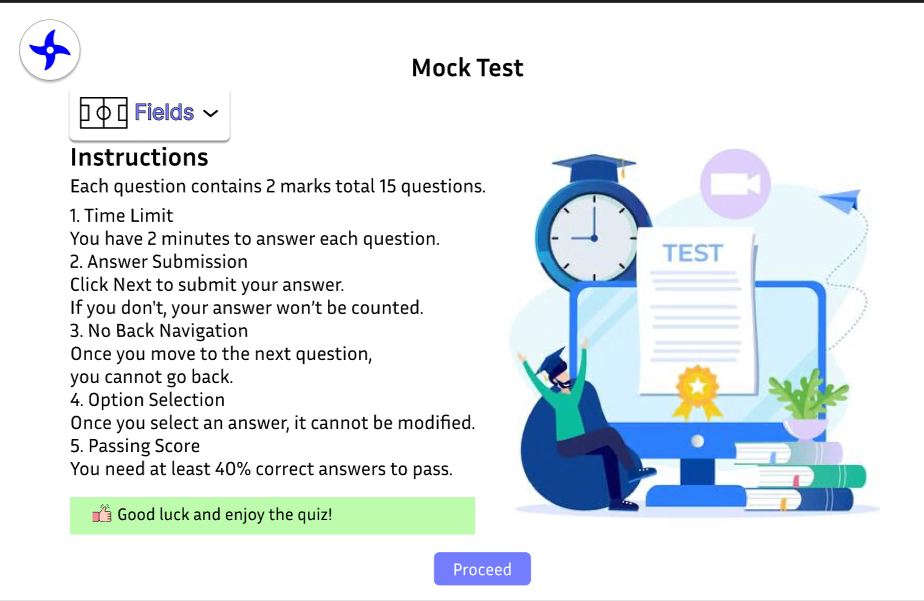 Mock Test
Fields
Instructions
Each question contains 2 marks total 15 questions.
1. Time Limit
You have 2 minutes to answer each question.
2. Answer Submission
Click Next to submit your answer.
If you don't, your answer won’t be counted.
3. No Back Navigation
Once you move to the next question,
you cannot go back.
4. Option Selection
Once you select an answer, it cannot be modified.
5. Passing Score
You need at least 40% correct answers to pass.
Good luck and enjoy the quiz!
TEST
Proceed